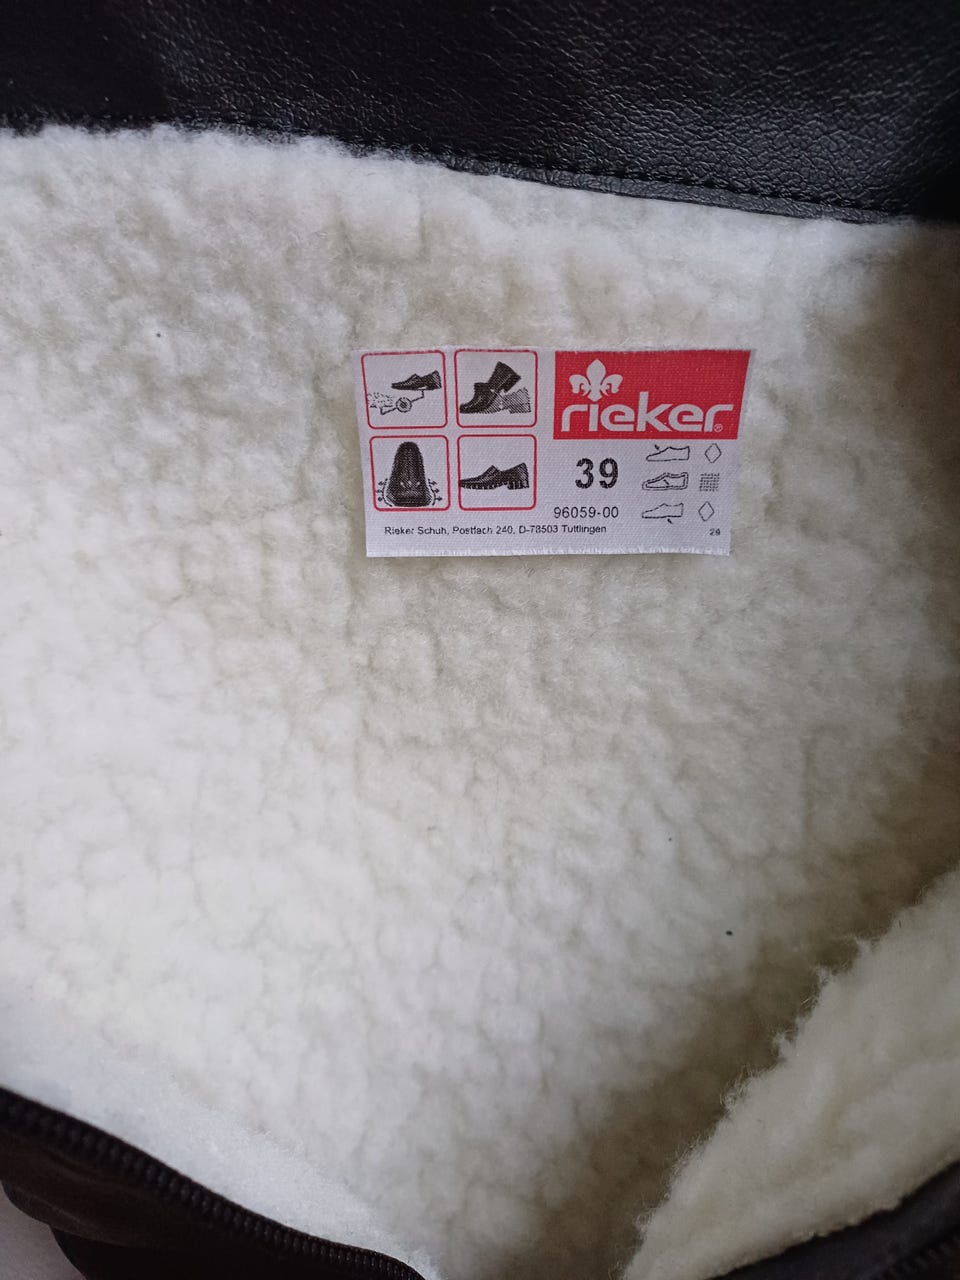 rieker®
39
96059-00
Rieker Schuh, Postfach 240, D-78503 Tuttlingen
29